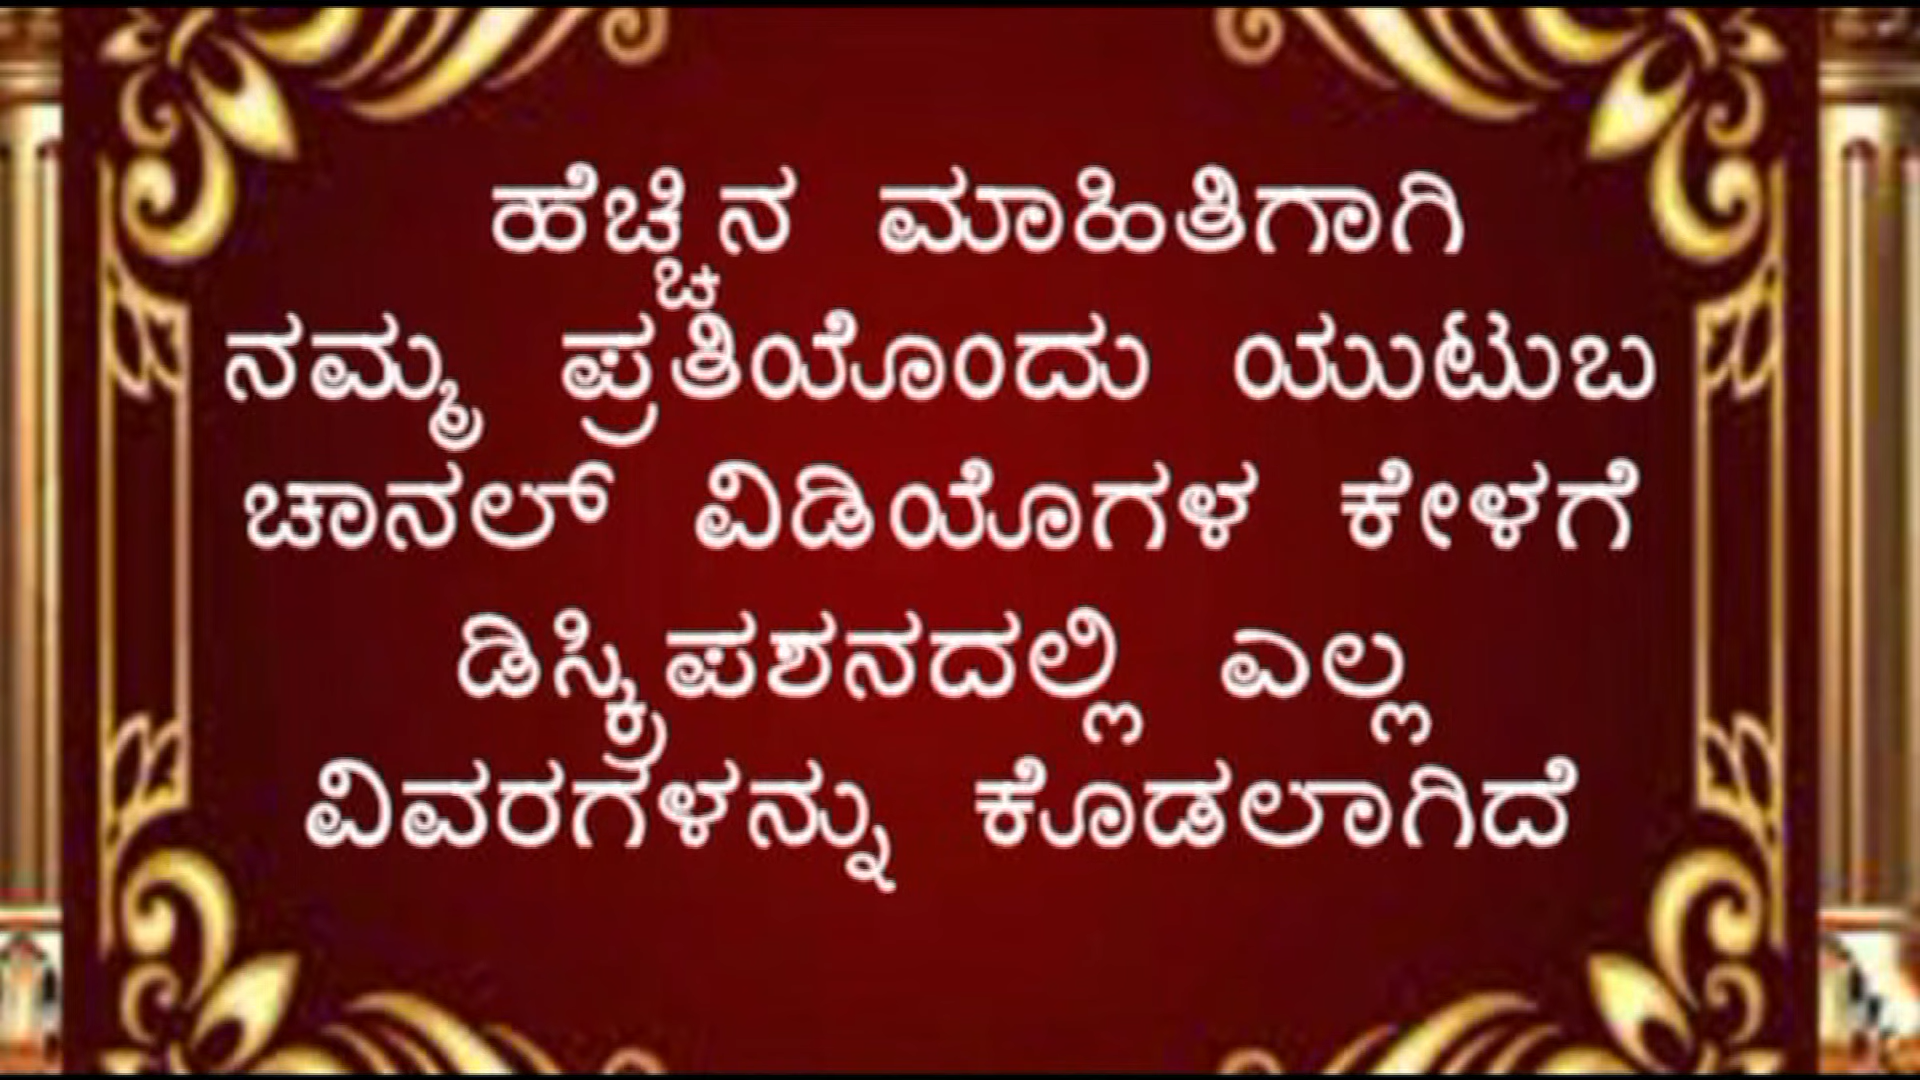 ಹೆಚ್ಚಿನ ಮಾಹಿತಿಗಾಗಿ
ನಮ್ಮ ಪ್ರತಿಯೊಂದು ಯುಟುಬ
ಚಾನಲ್ ವಿಡಿಯೊಗಳ ಕೇಳಗೆ
ಡಿಸ್ಕ್ರಿಪಶನದಲ್ಲಿ ಎಲ್ಲ
ವಿವರಗಳನ್ನು ಕೊಡಲಾಗಿದೆ